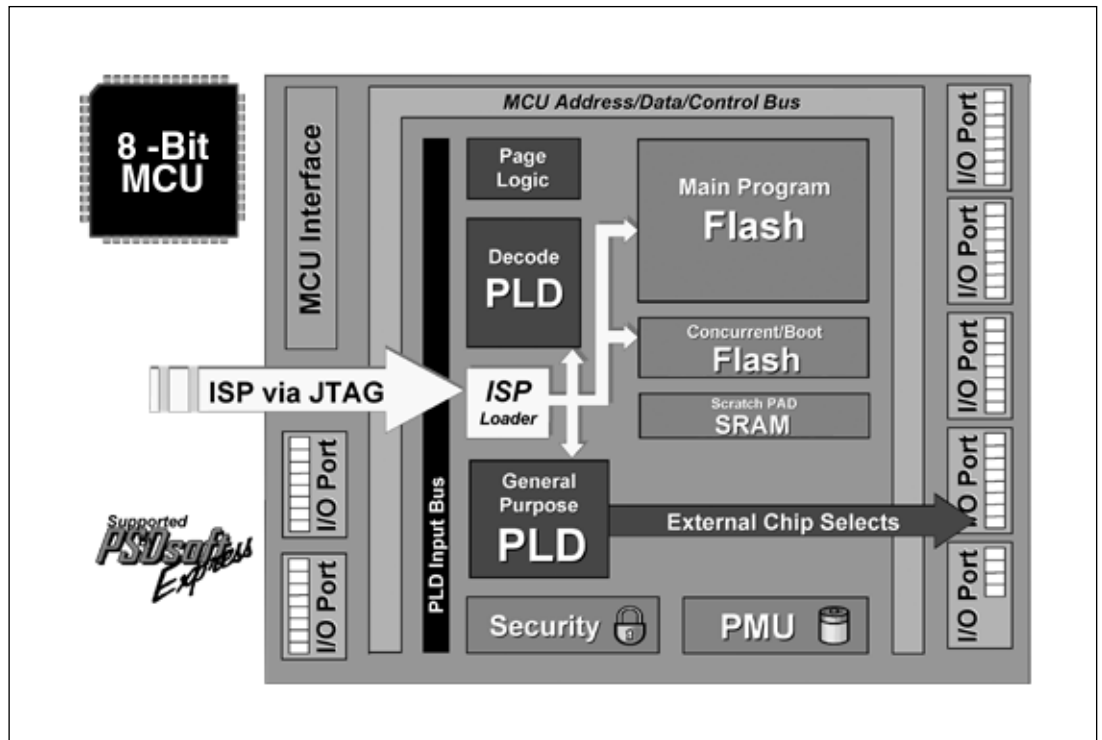 8 -Bit
MCU
MCU Interface
MCU Address/Data/Control Bus
PLD Input Bus
Page
Logic
Decode
PLD
ISP via JTAG
ISP
Loader
General
Purpose
PLD
Main Program
Flash
Concurrent/Boot
Flash
Scratch PAD
SRAM
External Chip Selects
Security
PMU
I/O Port
I/O Port
I/O Port
I/O Port
I/O Port
I/O Port
I/O Port
Supported
PSDsoft
Express